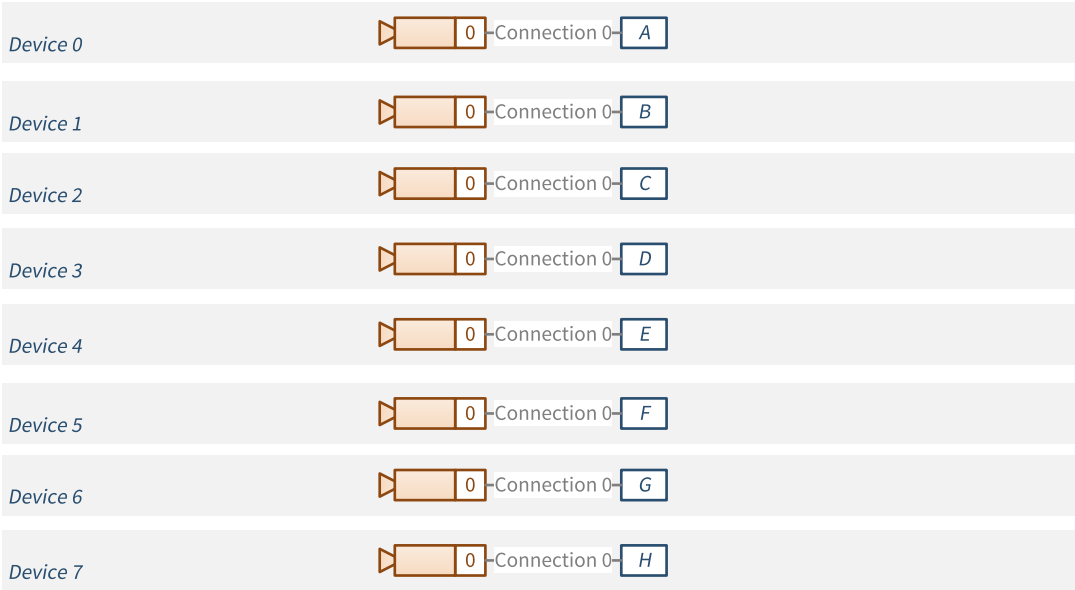 Device 0 0 Connection 0 A
Device 1 0 Connection 0 B
Device 2 0 Connection 0 C
Device 3 0 Connection 0 D
Device 4 0 Connection 0 E
Device 5 0 Connection 0 F
Device 6 0 Connection 0 G
Device 7 0 Connection 0 H